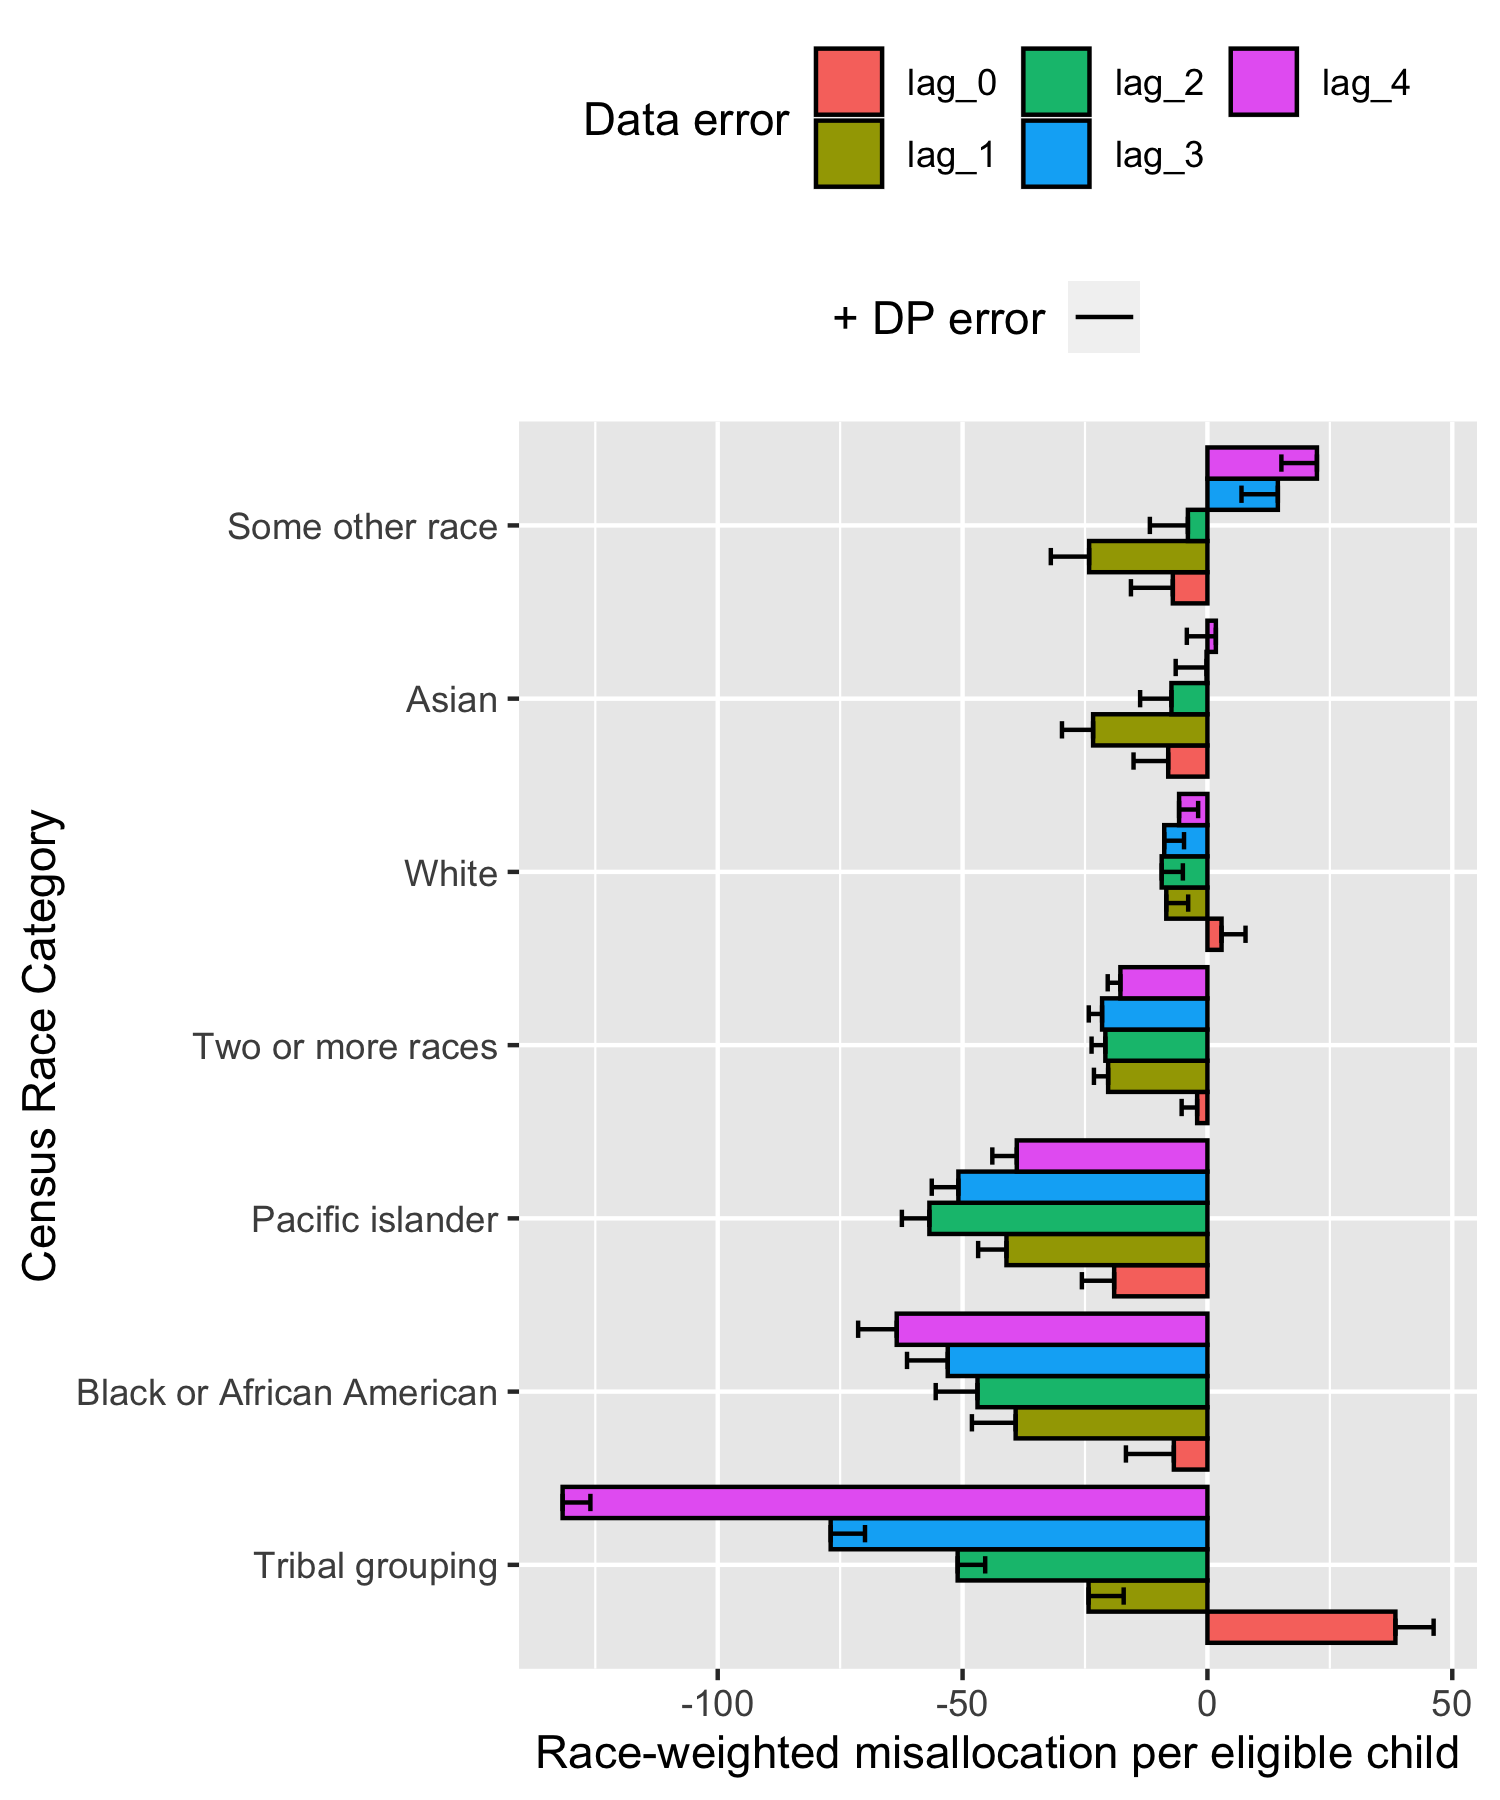 Data error
lag_0
lag_2
lag_4
lag_1
lag_3
+ DP error
Census Race Category
Some other race
Asian
White
Two or more races
Pacific islander
Black or African American
Tribal grouping
-100
-50
0
50
Race-weighted misallocation per eligible child